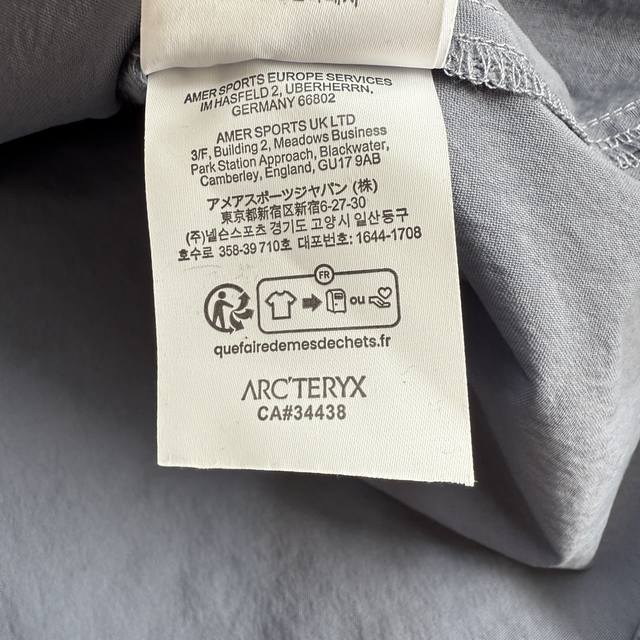 AMER SPORTS EUROPE SERVICES
IM HASFELD 2, UBERHERRN,
GERMANY 66802
AMER SPORTS UK LTD
3/F, Building 2, Meadows Business
Park Station Approach, Blackwater,
Camberley, England, GU17 9AB
アメアスポーツジャパン (株)
東京都新宿区新宿6-27-30
(주)넬슨스포츠 경기도 고양시 일산동구
호수로 358-39 710호 대표번호: 1644-1708
FR
ou
quefairedemesdechets.fr
ARC'TERYX
CA#34438